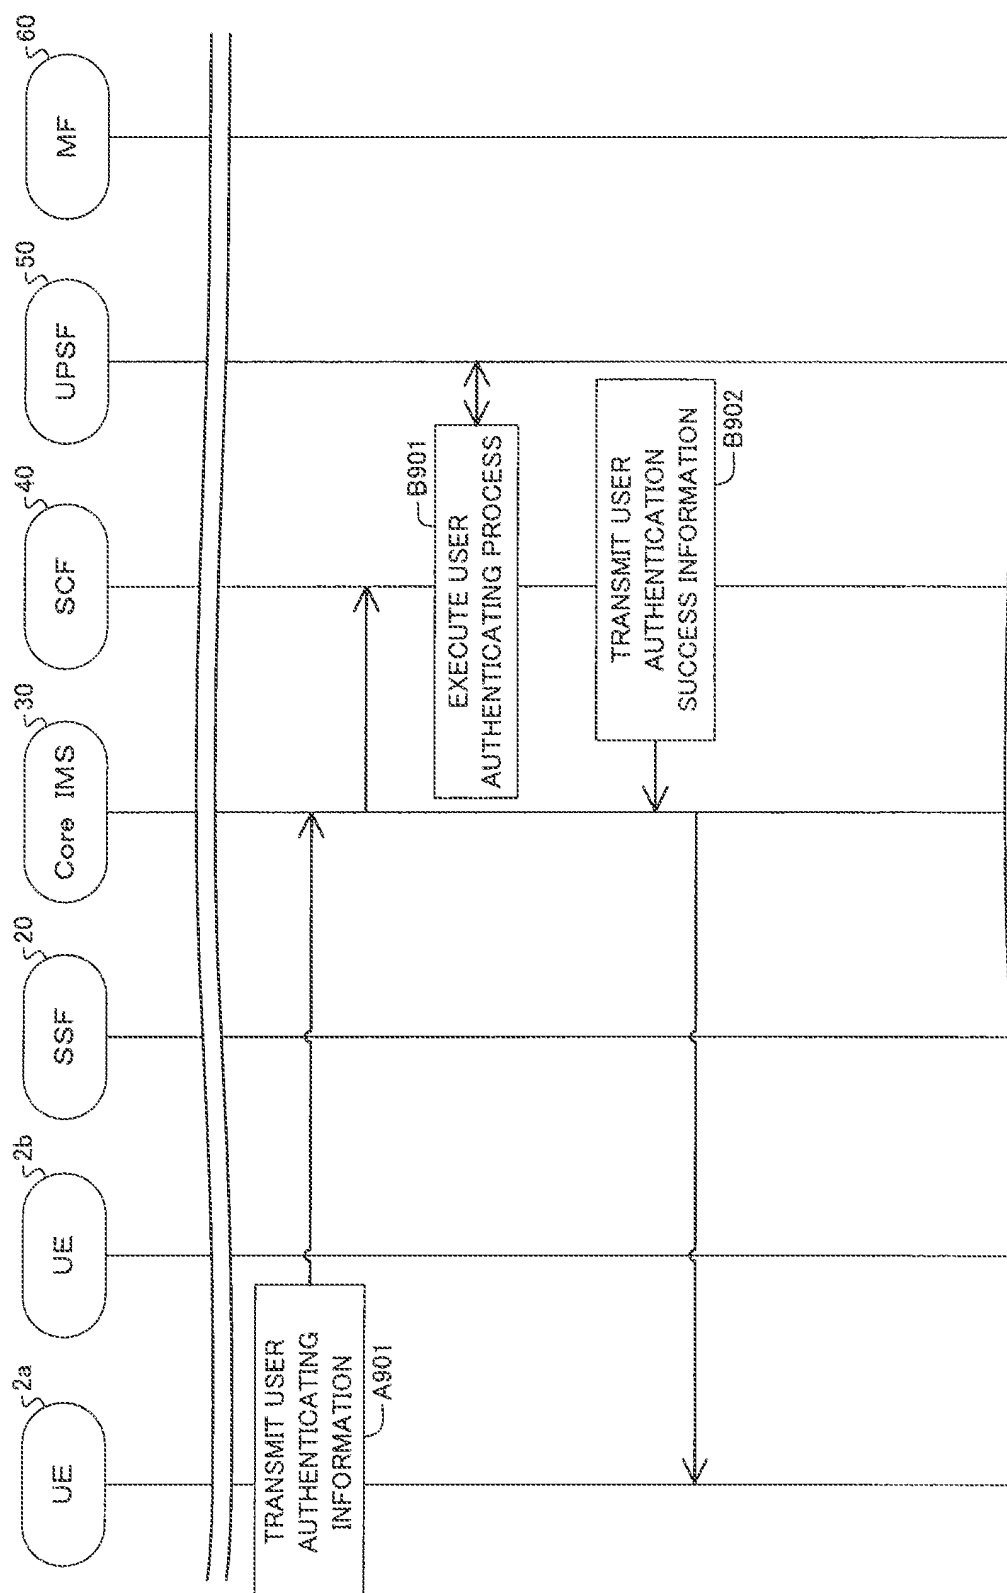 UE
2a
UE
2b
SSF
20
Core IMS
30
SCF
40
UPSF
50
MF
60
TRANSMIT USER
AUTHENTICATING
INFORMATION
A901
EXECUTE USER
AUTHENTICATING PROCESS
B901
TRANSMIT USER
AUTHENTICATION
SUCCESS INFORMATION
B902